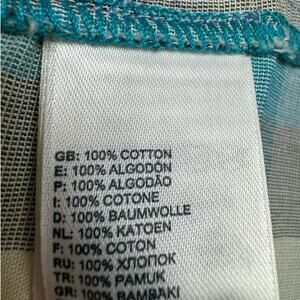 GB: 100% COTTON
E: 100% ALGODON
P: 100% ALGODÃO
I: 100% COTONE
D: 100% BAUMWOLLE
NL: 100% KATOEN
F: 100% COTON
RU: 100% ХЛОПОК
TR: 100% PAMUK
GR: 100% BAMBAKI